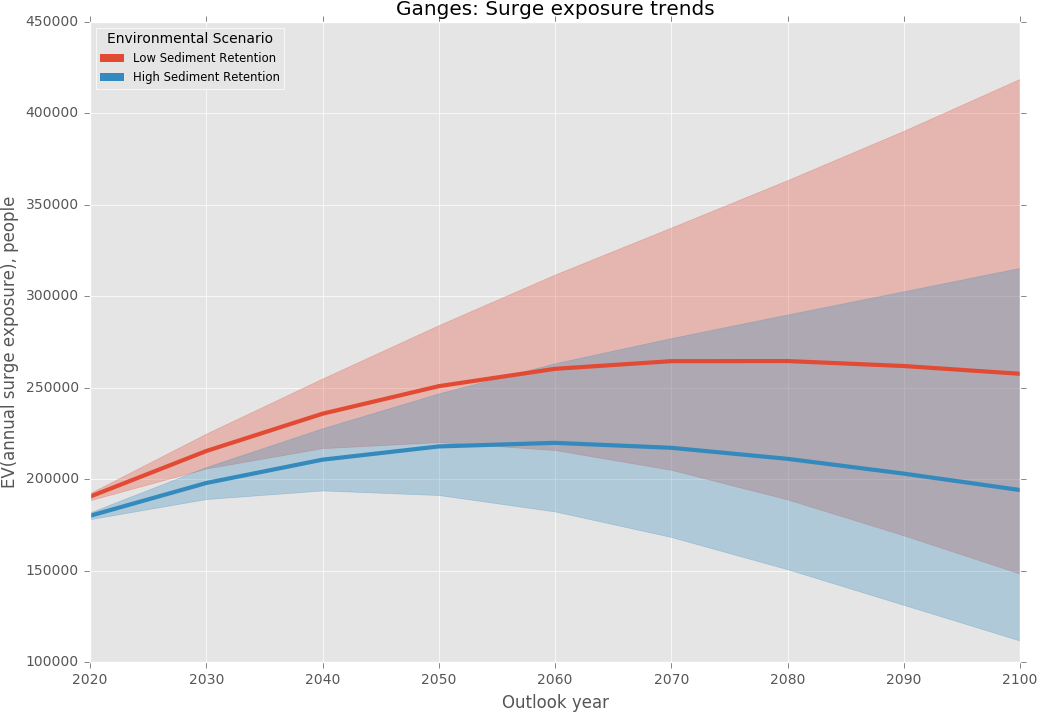 Ganges: Surge exposure trends
450000
400000
350000
300000
250000
200000
150000
100000
EV(annual surge exposure), people
Environmental Scenario
Low Sediment Retention
High Sediment Retention
2020 2030 2040 2050 2060 2070 2080 2090 2100
Outlook year